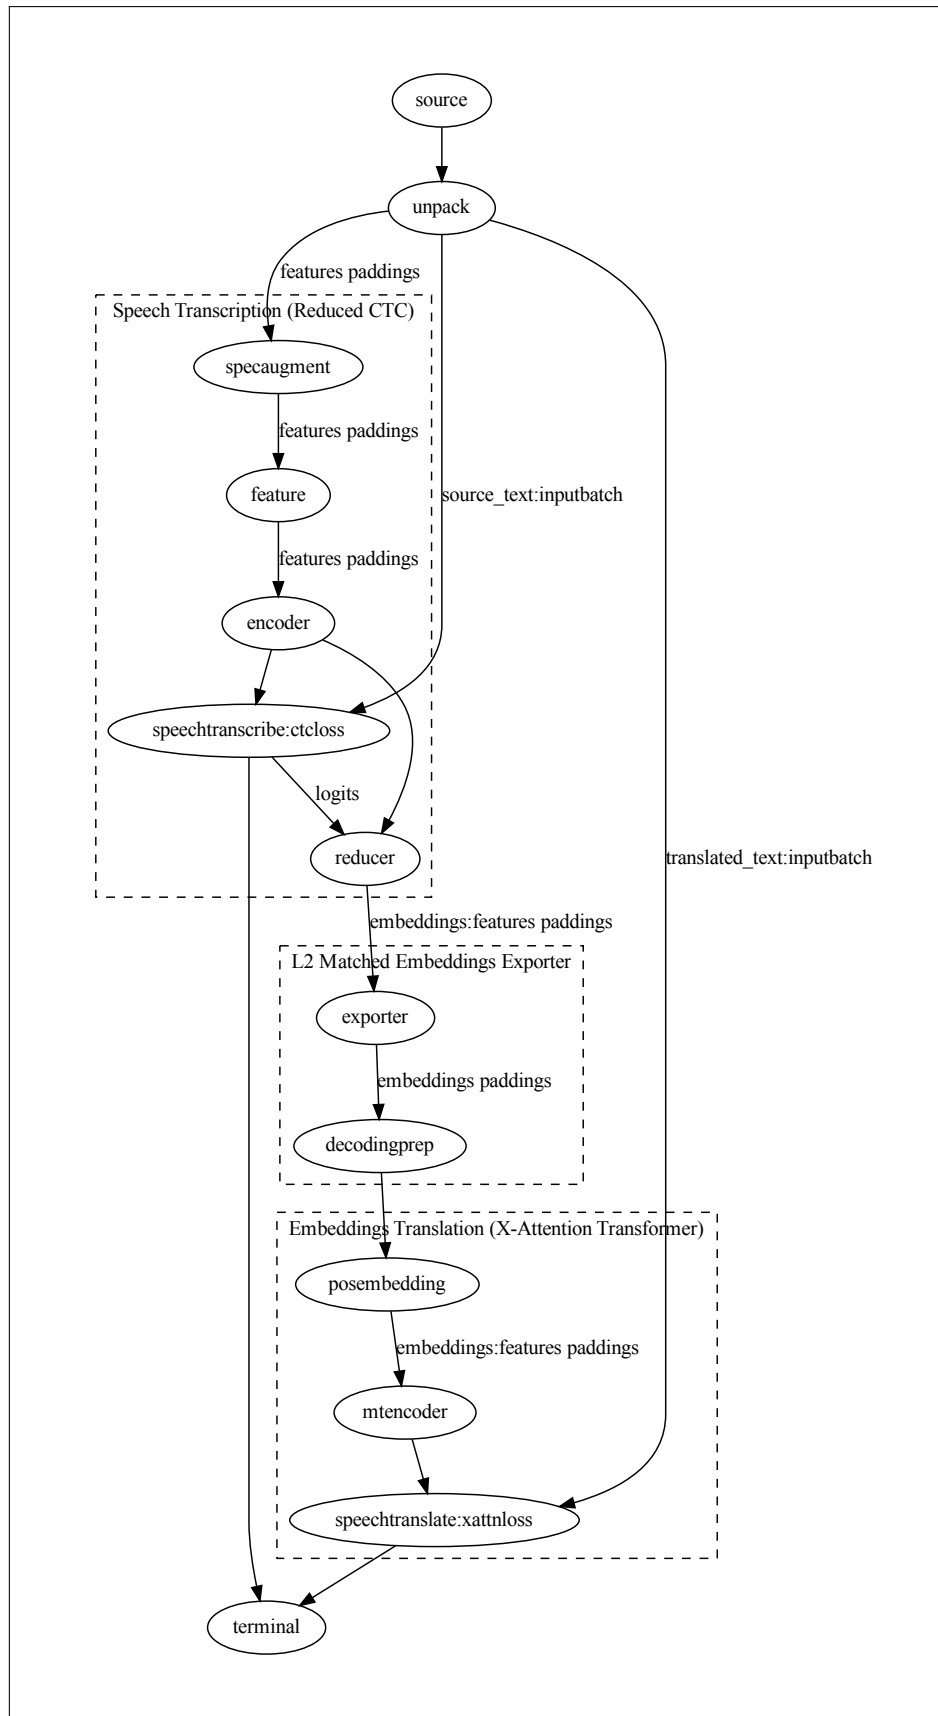 source
unpack
features paddings
Speech Transcription (Reduced CTC)
specaugment
features paddings
feature
source_text:inputbatch
features paddings
encoder
speechtranscribe:ctcloss
logits
reducer
translated_text:inputbatch
embeddings:features paddings
L2 Matched Embeddings Exporter
exporter
embeddings paddings
decodingprep
Embeddings Translation (X-Attention Transformer)
posembedding
embeddings:features paddings
mtencoder
speechtranslate:xattnloss
terminal